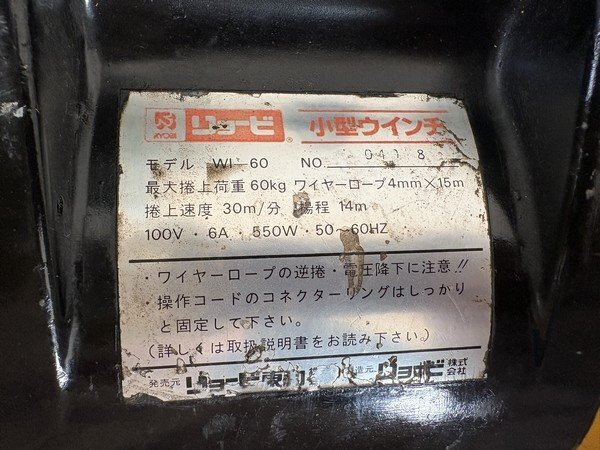 RYOBI リョービ® 小型ウインチ
モデル WI-60 NO.
最大捲上荷重 60kg ワイヤーロープ4mm×15m
捲上速度 30m/分 揚程 14m
100V・6A・550W・50～60HZ
・ワイヤーロープの逆捲・電圧降下に注意!!
・操作コードのコネクターリングはしっかり
と固定して下さい。
(詳しくは取扱説明書をお読み下さい。)
発売元 リョービ東和 製造元 リョービ株式会社